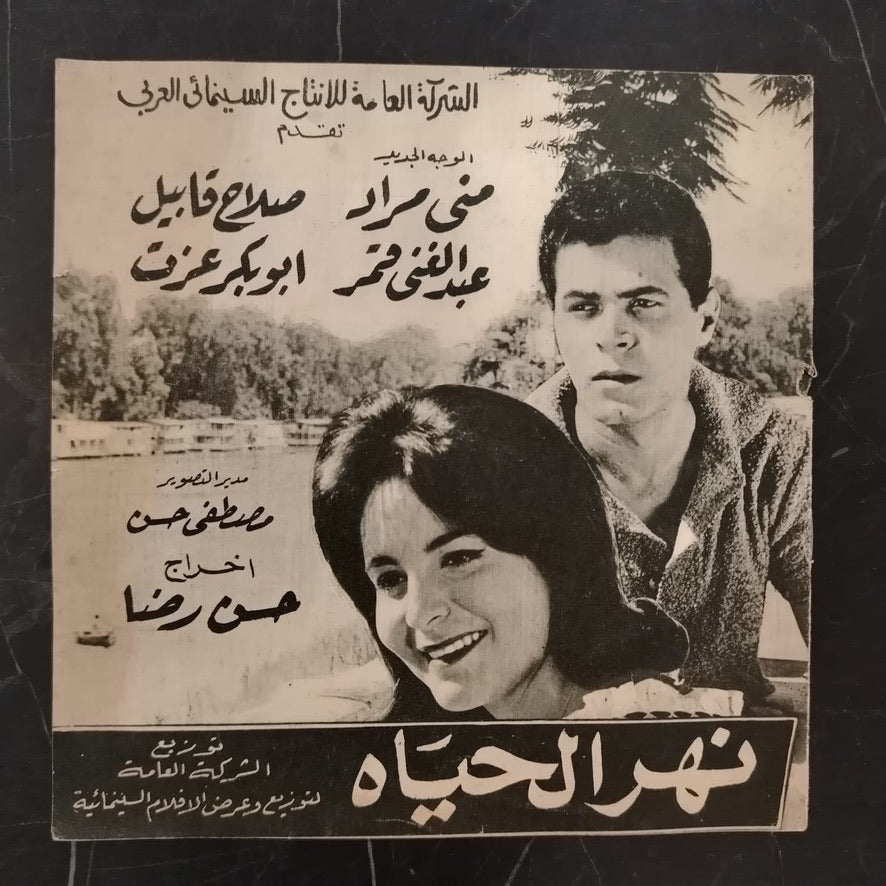 الشركة العامة للانتاج السينمائى العربى
تقدم
الوجه الجديد
منى مراد صلاح قابيل
عبد الغنى قمر ابو بكر عزت
مدير التصوير
مصطفى حسن
اخراج
حسن رضا
نهر الحياه
توزيع
الشركة العامة
لتوزيع وعرض الافلام السينمائية